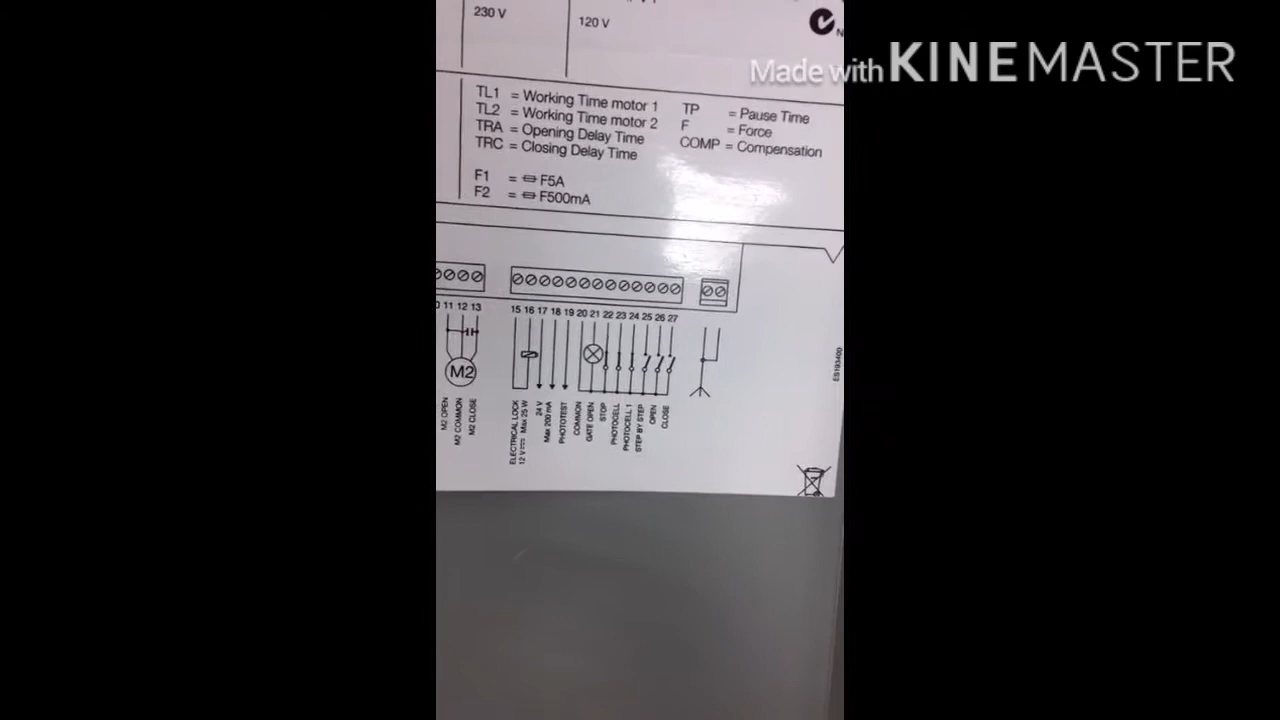 230 V
120 V
Made with KINEMASTER
TL1 = Working Time motor 1
TL2 = Working Time motor 2
TRA = Opening Delay Time
TRC = Closing Delay Time
TP = Pause Time
F = Force
COMP = Compensation
F1 = F5A
F2 = F500mA
11 12 13
15 16 17 18 19 20 21 22 23 24 25 26 27
M2
M2 OPEN
M2 COMMON
M2 CLOSE
ELECTRICAL LOCK
12 V Max 25 W
24 V
Max 200 mA
PHOTOTEST
COMMON
GATE OPEN
STOP
PHOTOCELL
PHOTOCELL 1
STEP BY STEP
OPEN
CLOSE